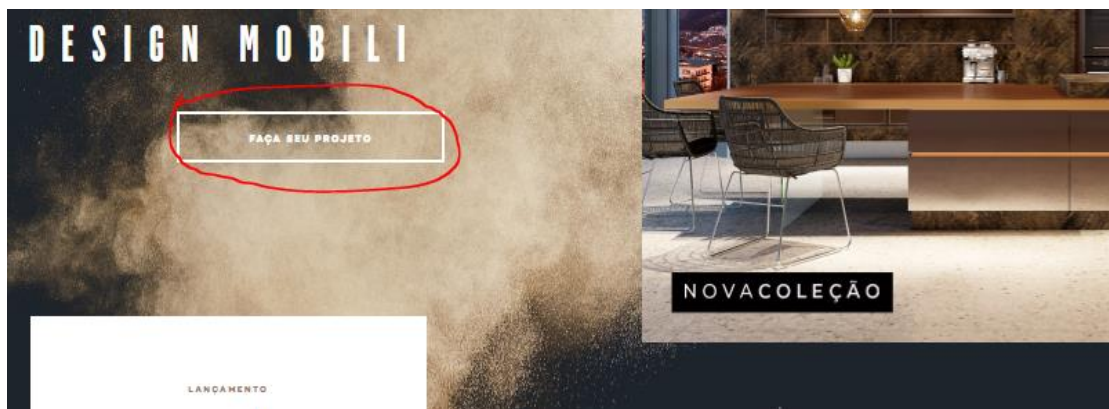 DESIGN MOBILI
FAÇA SEU PROJETO
NOVACOLEÇÃO
LANÇAMENTO